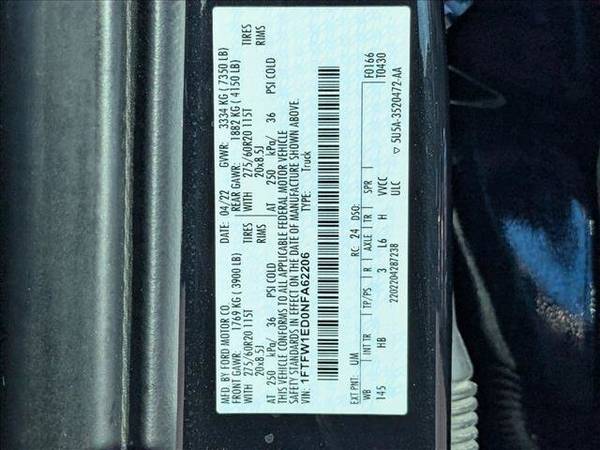 MFD. BY FORD MOTOR CO.
DATE: 04/22 GVWR: 3334 KG ( 7350 LB)
FRONT GAWR: 1769 KG ( 3900 LB) REAR GAWR: 1882 KG ( 4150 LB)
WITH 275/60R20 115T TIRES WITH 275/60R20 115T TIRES
20x8.5J RIMS 20x8.5J RIMS
AT 250 kPa/ 36 PSI COLD AT 250 kPa/ 36 PSI COLD
THIS VEHICLE CONFORMS TO ALL APPLICABLE FEDERAL MOTOR VEHICLE
SAFETY STANDARDS IN EFFECT ON THE DATE OF MANUFACTURE SHOWN ABOVE.
VIN: 1FTFW1ED0NFA62206 TYPE: Truck
F0166
T0430
EXT PNT: UM RC: 24 DSO:
WB INT TR TP/PS R AXLE TR SPR
145 HB 3 L6 H VVCC
ULC
2202204287238
▽ 5U5A-3520472-AA